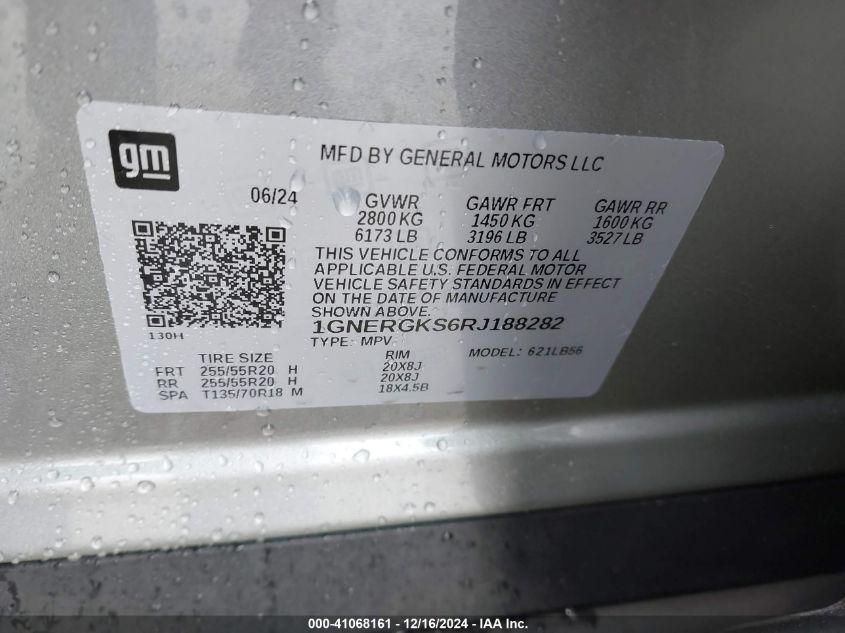 gm
MFD BY GENERAL MOTORS LLC
06/24
GVWR GAWR FRT GAWR RR
2800 KG 1450 KG 1600 KG
6173 LB 3196 LB 3527 LB
THIS VEHICLE CONFORMS TO ALL
APPLICABLE U.S. FEDERAL MOTOR
VEHICLE SAFETY STANDARDS IN EFFECT
ON THE DATE OF MANUFACTURE
SHOWN ABOVE.
1GNERGKS6RJ188282
130H
TYPE: MPV MODEL: 621LB56
TIRE SIZE RIM
FRT 255/55R20 H 20X8J
RR 255/55R20 H 20X8J
SPA T135/70R18 M 18X4.5B
000-41068161 - 12/16/2024 - IAA Inc.